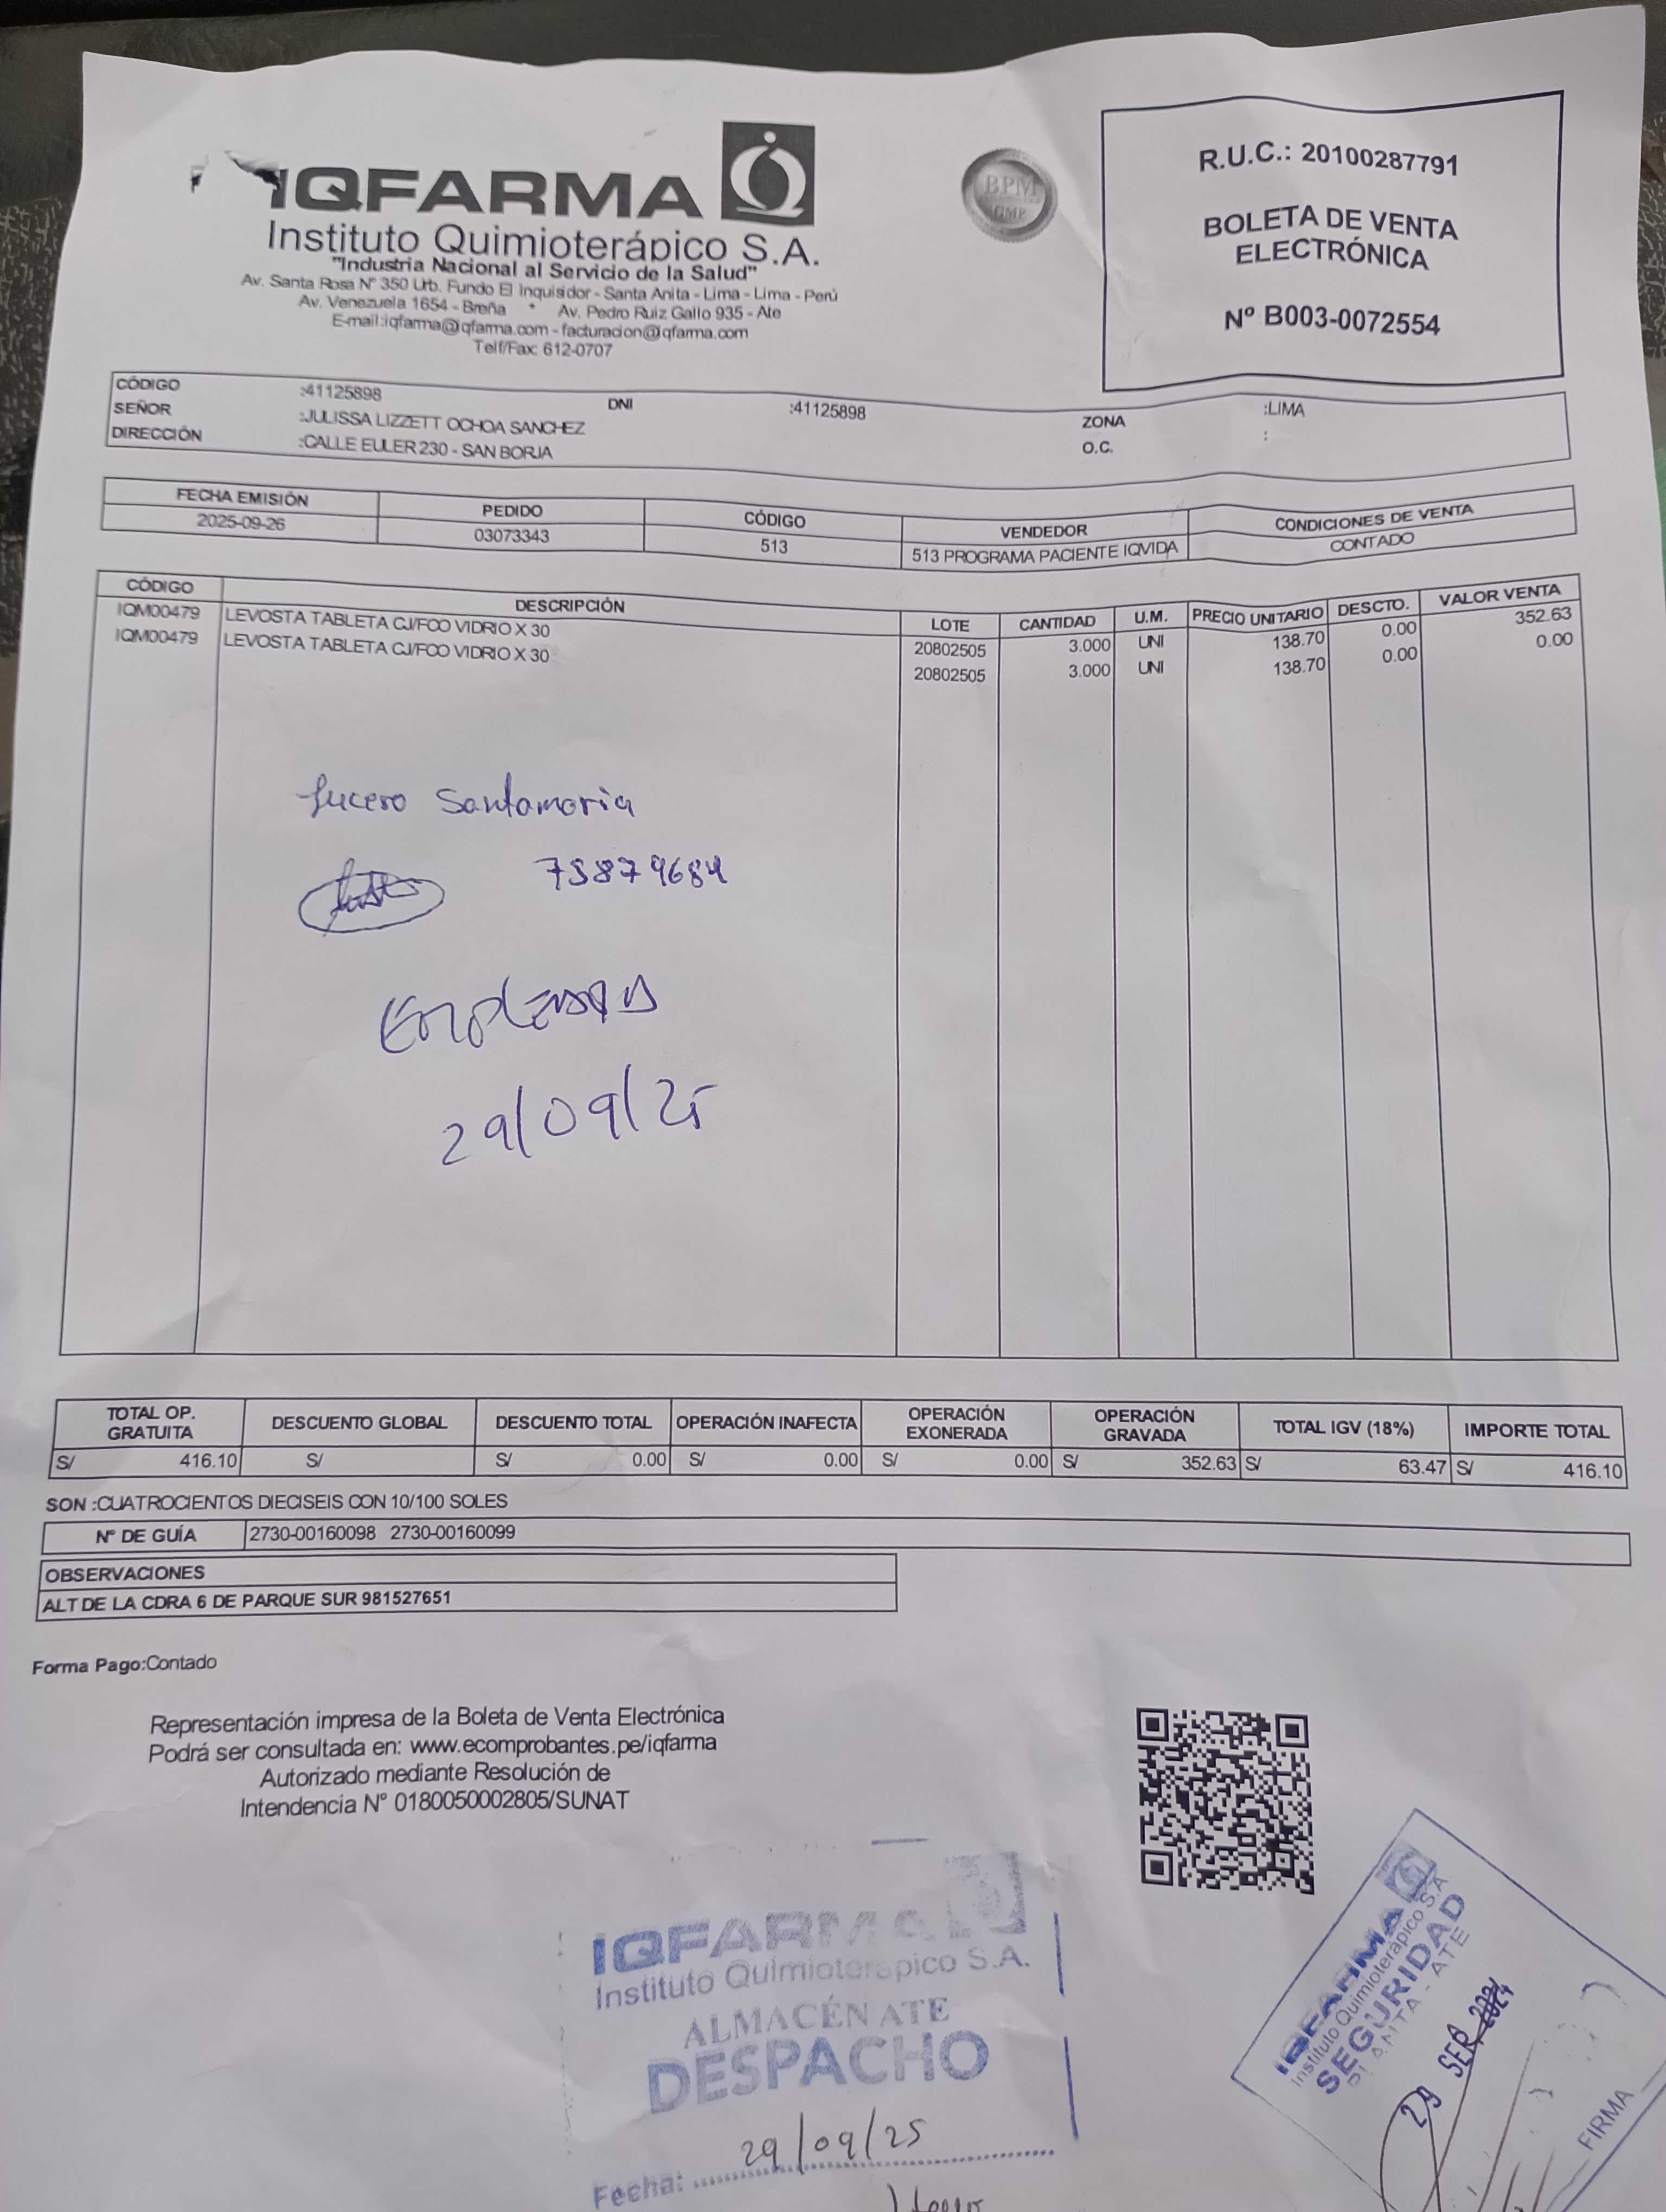 IQFARMA
Instituto Quimioterápico S.A.
"Industria Nacional al Servicio de la Salud"
Av. Santa Rosa N° 350 Urb. Fundo El Inquisidor - Santa Anita - Lima - Lima - Perú
Av. Venezuela 1654 - Breña * Av. Pedro Ruiz Gallo 935 - Ate
E-mail:iqfarma@iqfarma.com - facturacion@iqfarma.com
Telf/Fax: 612-0707
BPM
GMP
R.U.C.: 20100287791
BOLETA DE VENTA
ELECTRÓNICA
Nº B003-0072554
CÓDIGO :41125898 DNI :41125898 ZONA :LIMA
SEÑOR :JULISSA LIZZETT OCHOA SANCHEZ O.C. :
DIRECCIÓN :CALLE EULER 230 - SAN BORJA
FECHA EMISIÓN PEDIDO CÓDIGO VENDEDOR CONDICIONES DE VENTA
2025-09-26 03073343 513 513 PROGRAMA PACIENTE IQVIDA CONTADO
CÓDIGO DESCRIPCIÓN LOTE CANTIDAD U.M. PRECIO UNITARIO DESCTO. VALOR VENTA
IQM00479 LEVOSTA TABLETA CJ/FCO VIDRIO X 30 20802505 3.000 UNI 138.70 0.00 352.63
IQM00479 LEVOSTA TABLETA CJ/FCO VIDRIO X 30 20802505 3.000 UNI 138.70 0.00 0.00
Lucero Santamaria
75879684
29/09/25
TOTAL OP. GRATUITA DESCUENTO GLOBAL DESCUENTO TOTAL OPERACIÓN INAFECTA OPERACIÓN EXONERADA OPERACIÓN GRAVADA TOTAL IGV (18%) IMPORTE TOTAL
S/ 416.10 S/ S/ 0.00 S/ 0.00 S/ 0.00 S/ 352.63 S/ 63.47 S/ 416.10
SON :CUATROCIENTOS DIECISEIS CON 10/100 SOLES
N° DE GUÍA 2730-00160098 2730-00160099
OBSERVACIONES
ALT DE LA CDRA 6 DE PARQUE SUR 981527651
Forma Pago:Contado
Representación impresa de la Boleta de Venta Electrónica
Podrá ser consultada en: www.ecomprobantes.pe/iqfarma
Autorizado mediante Resolución de
Intendencia N° 0180050002805/SUNAT
IQFARMA
Instituto Quimioterápico S.A.
ALMACÉN ATE
DESPACHO
29/09/25
Fecha:
IQFARMA
Instituto Quimioterápico S.A
SEGURIDAD
PLANTA - ATE
29 SEP. 2024
FIRMA